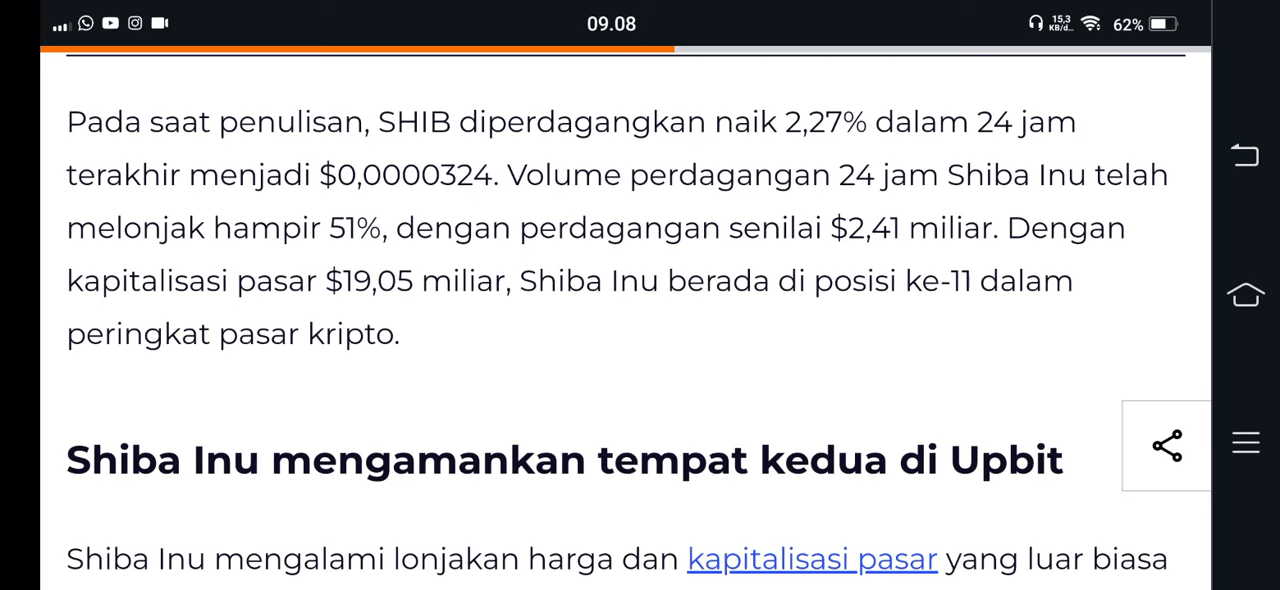 09.08
15,3
KB/d...
62%
Pada saat penulisan, SHIB diperdagangkan naik 2,27% dalam 24 jam
terakhir menjadi $0,0000324. Volume perdagangan 24 jam Shiba Inu telah
melonjak hampir 51%, dengan perdagangan senilai $2,41 miliar. Dengan
kapitalisasi pasar $19,05 miliar, Shiba Inu berada di posisi ke-11 dalam
peringkat pasar kripto.
Shiba Inu mengamankan tempat kedua di Upbit
Shiba Inu mengalami lonjakan harga dan kapitalisasi pasar yang luar biasa